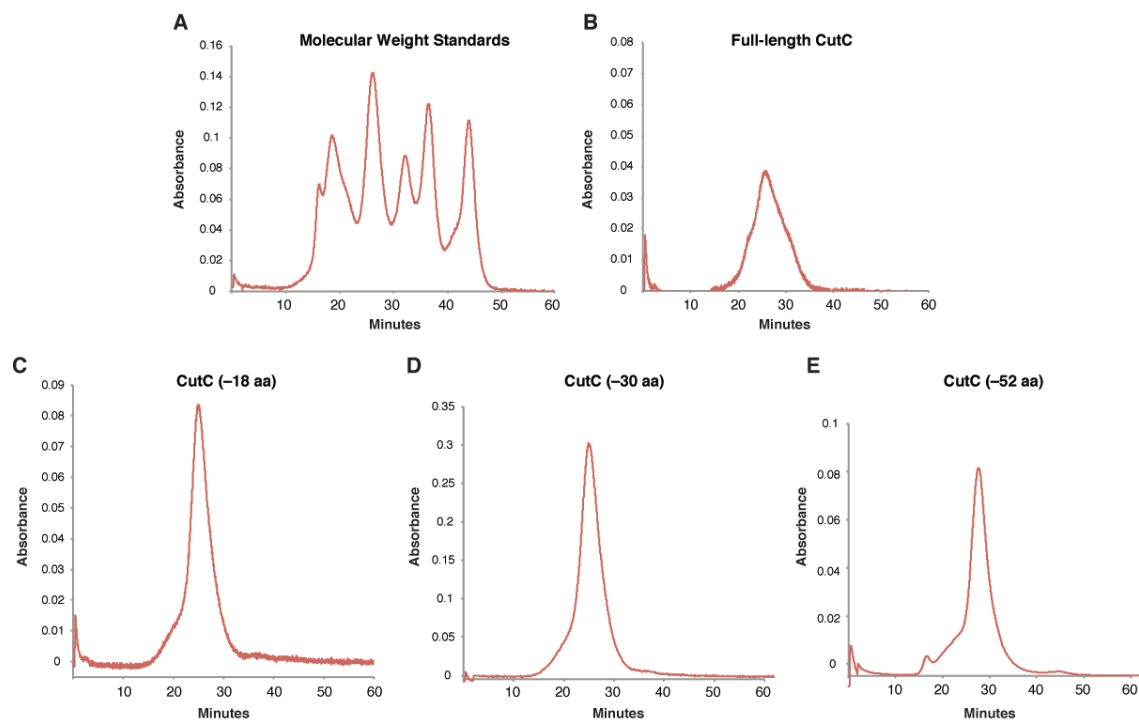 A
Molecular Weight Standards
0.16
0.14
0.12
0.1
0.08
0.06
0.04
0.02
0
Absorbance
10 20 30 40 50 60
Minutes
B
Full-length CutC
0.08
0.07
0.06
0.05
0.04
0.03
0.02
0.01
0
Absorbance
10 20 30 40 50 60
Minutes
C
CutC (–18 aa)
0.09
0.08
0.07
0.06
0.05
0.04
0.03
0.02
0.01
0
Absorbance
10 20 30 40 50 60
Minutes
D
CutC (–30 aa)
0.35
0.3
0.25
0.2
0.15
0.1
0.05
0
Absorbance
10 20 30 40 50 60
Minutes
E
CutC (–52 aa)
0.1
0.08
0.06
0.04
0.02
0
Absorbance
10 20 30 40 50 60
Minutes